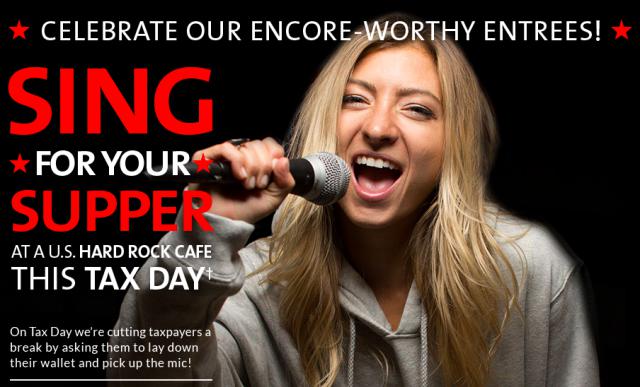 ★ CELEBRATE OUR ENCORE-WORTHY ENTREES! ★
SING
★ FOR YOUR ★
SUPPER
AT A U.S. HARD ROCK CAFE
THIS TAX DAY†
On Tax Day we're cutting taxpayers a
break by asking them to lay down
their wallet and pick up the mic!